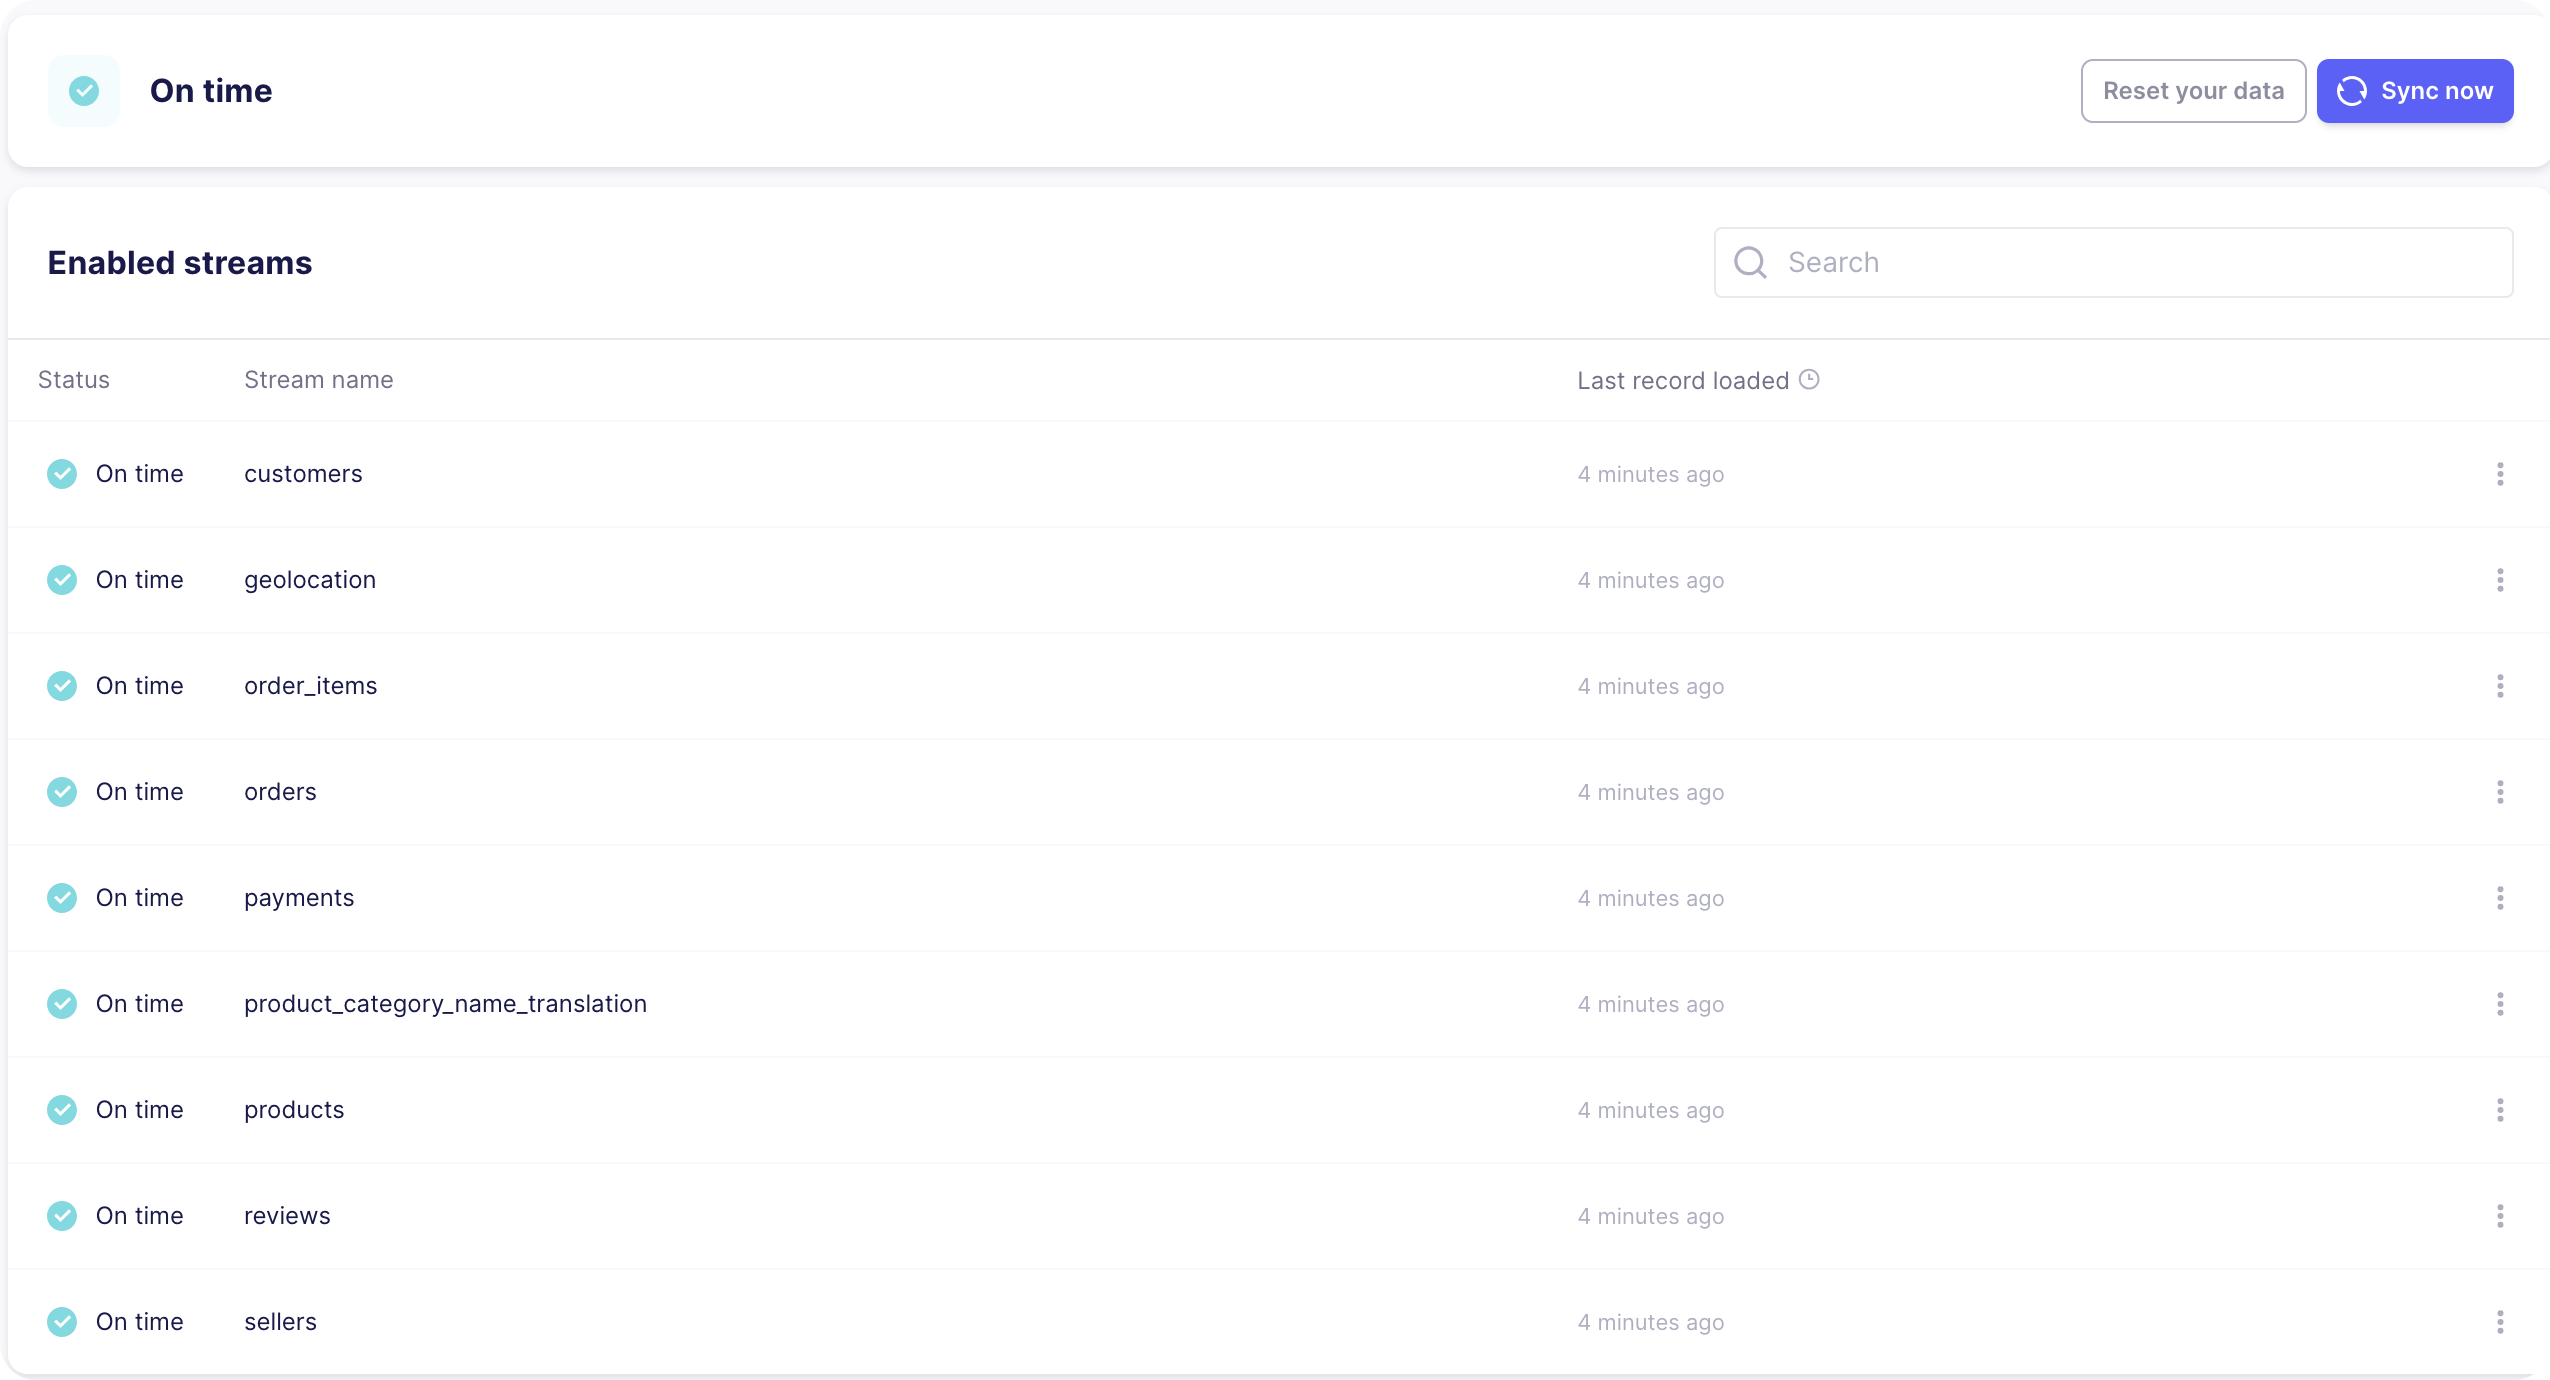 On time
Reset your data
Sync now
Enabled streams
Search
Status Stream name Last record loaded
On time customers 4 minutes ago
On time geolocation 4 minutes ago
On time order_items 4 minutes ago
On time orders 4 minutes ago
On time payments 4 minutes ago
On time product_category_name_translation 4 minutes ago
On time products 4 minutes ago
On time reviews 4 minutes ago
On time sellers 4 minutes ago